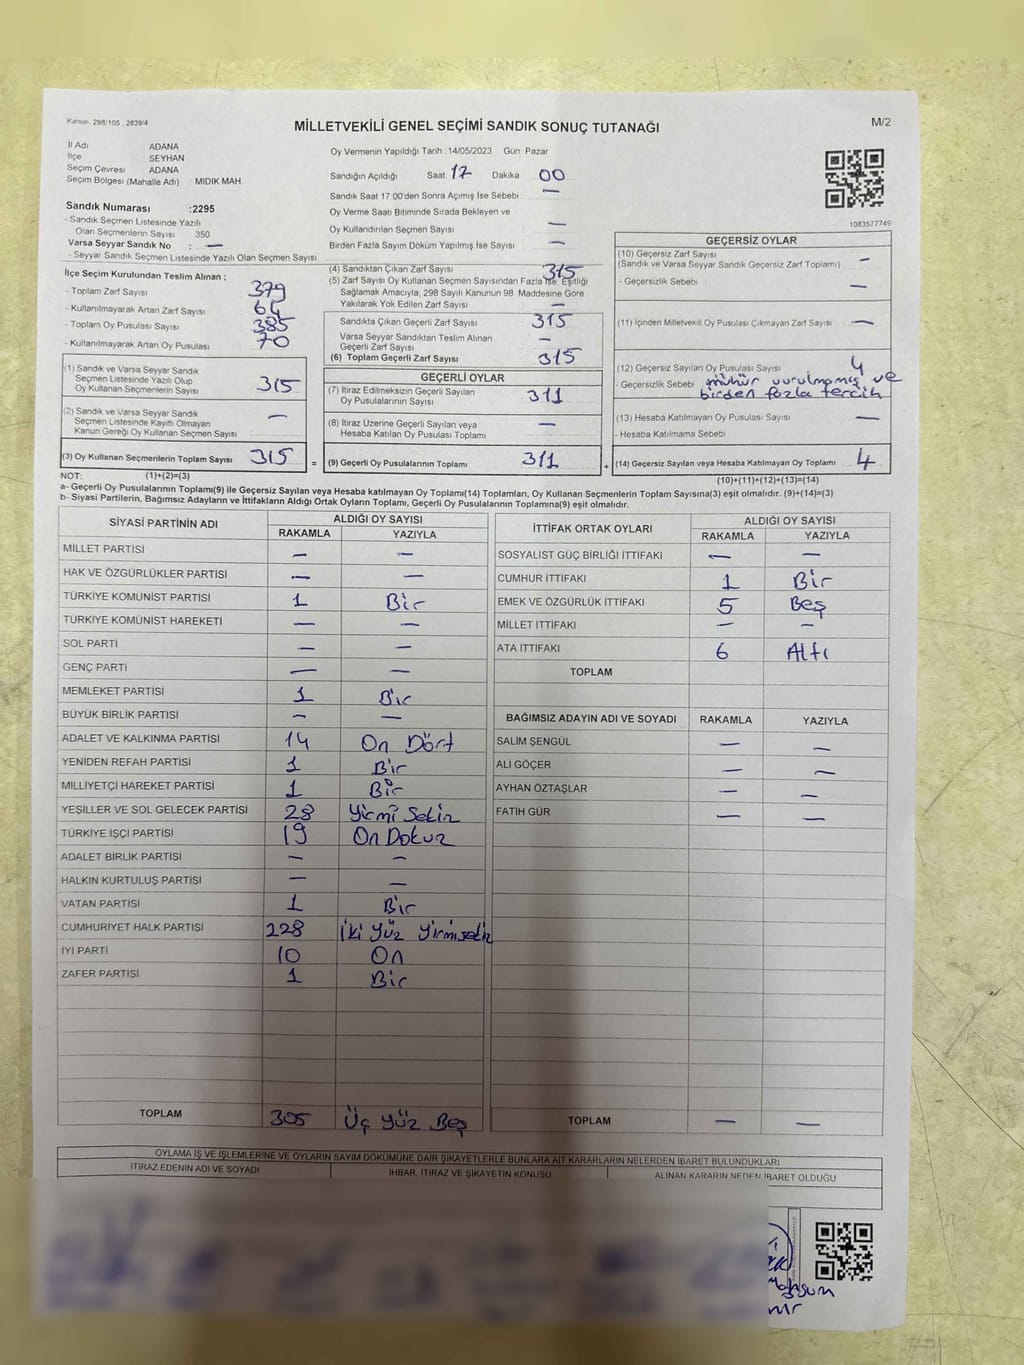 Kanun: 298/105 , 2839/4
MİLLETVEKİLİ GENEL SEÇİMİ SANDIK SONUÇ TUTANAĞI
M/2
İl Adı ADANA
İlçe SEYHAN
Seçim Çevresi ADANA
Seçim Bölgesi (Mahalle Adı) MIDIK MAH.
Sandık Numarası :2295
- Sandık Seçmen Listesinde Yazılı
Olan Seçmenlerin Sayısı 350
Varsa Seyyar Sandık No : —
- Seyyar Sandık Seçmen Listesinde Yazılı Olan Seçmen Sayısı
Oy Vermenin Yapıldığı Tarih : 14/05/2023 Gün: Pazar
Sandığın Açıldığı Saat 17 Dakika 00
Sandık Saat 17.00'den Sonra Açımış İse Sebebi —
Oy Verme Saati Bitiminde Sırada Bekleyen ve
Oy Kullandırılan Seçmen Sayısı —
Birden Fazla Sayım Döküm Yapılmış İse Sayısı —
1083577749
İlçe Seçim Kurulundan Teslim Alınan ;
- Toplam Zarf Sayısı 379
- Kullanılmayarak Artan Zarf Sayısı 64
- Toplam Oy Pusulası Sayısı 385
- Kullanılmayarak Artan Oy Pusulası 70
(1) Sandık ve Varsa Seyyar Sandık
Seçmen Listesinde Yazılı Olup
Oy Kullanan Seçmenlerin Sayısı 315
(2) Sandık ve Varsa Seyyar Sandık
Seçmen Listesinde Kayıtlı Olmayan
Kanun Gereği Oy Kullanan Seçmen Sayısı —
(3) Oy Kullanan Seçmenlerin Toplam Sayısı 315
(4) Sandıktan Çıkan Zarf Sayısı 315
(5) Zarf Sayısı Oy Kullanan Seçmen Sayısından Fazla İse, Eşitliği
Sağlamak Amacıyla, 298 Sayılı Kanunun 98. Maddesine Göre
Yakılarak Yok Edilen Zarf Sayısı —
Sandıkta Çıkan Geçerli Zarf Sayısı 315
Varsa Seyyar Sandıktan Teslim Alınan
Geçerli Zarf Sayısı —
(6) Toplam Geçerli Zarf Sayısı 315
GEÇERLİ OYLAR
(7) İtiraz Edilmeksizin Geçerli Sayılan
Oy Pusulalarının Sayısı 311
(8) İtiraz Üzerine Geçerli Sayılan veya
Hesaba Katılan Oy Pusulası Toplamı —
= (9) Geçerli Oy Pusulalarının Toplamı 311
GEÇERSİZ OYLAR
(10) Geçersiz Zarf Sayısı —
(Sandık ve Varsa Seyyar Sandık Geçersiz Zarf Toplamı)
- Geçersizlik Sebebi —
(11) İçinden Milletvekili Oy Pusulası Çıkmayan Zarf Sayısı —
(12) Geçersiz Sayılan Oy Pusulası Sayısı 4
- Geçersizlik Sebebi mühür vurulmamış ve
birden fazla tercih
(13) Hesaba Katılmayan Oy Pusulası Sayısı —
- Hesaba Katılmama Sebebi
+ (14) Geçersiz Sayılan veya Hesaba Katılmayan Oy Toplamı 4
NOT: (1)+(2)=(3) (10)+(11)+(12)+(13)=(14)
a- Geçerli Oy Pusulalarının Toplamı(9) ile Geçersiz Sayılan veya Hesaba katılmayan Oy Toplamı(14) Toplamları, Oy Kullanan Seçmenlerin Toplam Sayısına(3) eşit olmalıdır. (9)+(14)=(3)
b- Siyasi Partilerin, Bağımsız Adayların ve İttifakların Aldığı Ortak Oyların Toplamı, Geçerli Oy Pusulalarının Toplamına(9) eşit olmalıdır.
SİYASİ PARTİNİN ADI ALDIĞI OY SAYISI
RAKAMLA YAZIYLA
MİLLET PARTİSİ — —
HAK VE ÖZGÜRLÜKLER PARTİSİ — —
TÜRKİYE KOMÜNİST PARTİSİ 1 Bir
TÜRKİYE KOMÜNİST HAREKETİ — —
SOL PARTİ — —
GENÇ PARTİ — —
MEMLEKET PARTİSİ 1 Bir
BÜYÜK BİRLİK PARTİSİ — —
ADALET VE KALKINMA PARTİSİ 14 On Dört
YENİDEN REFAH PARTİSİ 1 Bir
MİLLİYETÇİ HAREKET PARTİSİ 1 Bir
YEŞİLLER VE SOL GELECEK PARTİSİ 28 Yirmi Sekiz
TÜRKİYE İŞÇİ PARTİSİ 19 On Dokuz
ADALET BİRLİK PARTİSİ — —
HALKIN KURTULUŞ PARTİSİ — —
VATAN PARTİSİ 1 Bir
CUMHURİYET HALK PARTİSİ 228 İki Yüz Yirmi sekiz
İYİ PARTİ 10 On
ZAFER PARTİSİ 1 Bir
TOPLAM 305 Üç Yüz Beş
İTTİFAK ORTAK OYLARI ALDIĞI OY SAYISI
RAKAMLA YAZIYLA
SOSYALİST GÜÇ BİRLİĞİ İTTİFAKI — —
CUMHUR İTTİFAKI 1 Bir
EMEK VE ÖZGÜRLÜK İTTİFAKI 5 Beş
MİLLET İTTİFAKI — —
ATA İTTİFAKI 6 Altı
TOPLAM
BAĞIMSIZ ADAYIN ADI VE SOYADI RAKAMLA YAZIYLA
SALİM ŞENGÜL — —
ALİ GÖÇER — —
AYHAN ÖZTAŞLAR — —
FATİH GÜR — —
TOPLAM — —
OYLAMA İŞ VE İŞLEMLERİNE VE OYLARIN SAYIM DÖKÜMÜNE DAİR ŞİKAYETLERLE BUNLARA AİT KARARLARIN NELERDEN İBARET BULUNDUKLARI
İTİRAZ EDENİN ADI VE SOYADI İHBAR, İTİRAZ VE ŞİKAYETİN KONUSU ALINAN KARARIN NEDEN İBARET OLDUĞU